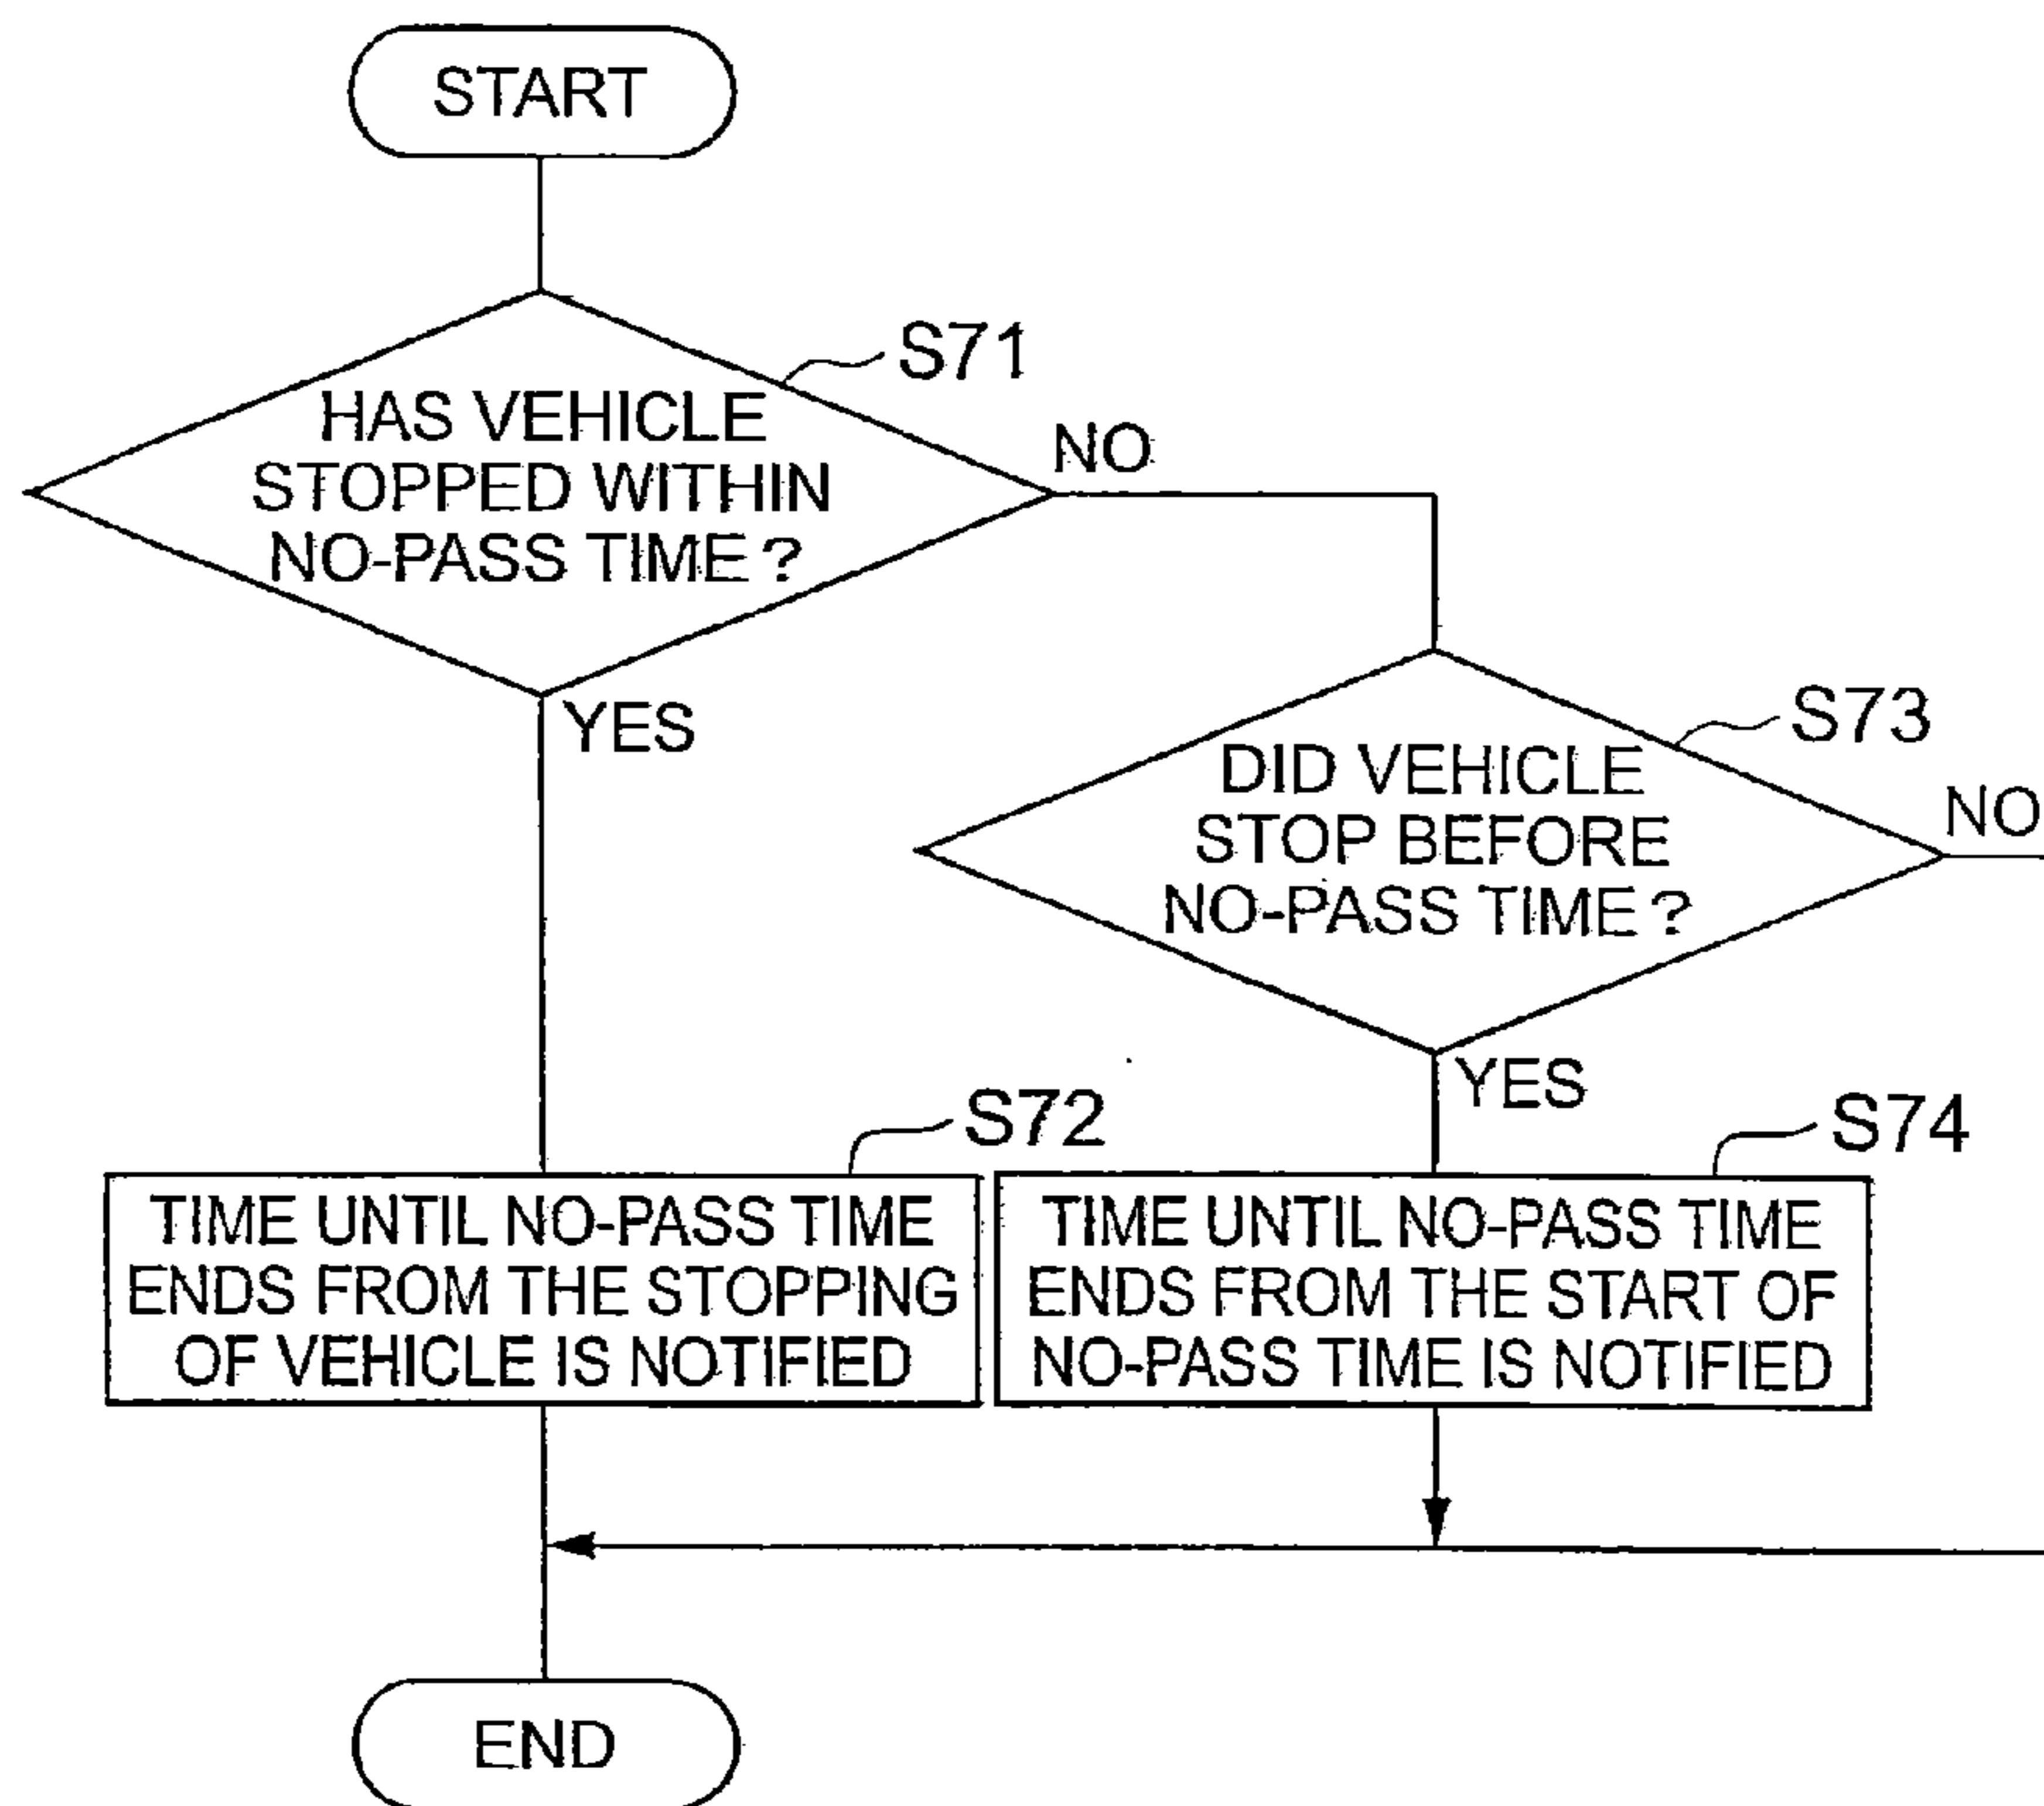 START
S71
HAS VEHICLE
STOPPED WITHIN
NO-PASS TIME?
NO
YES
S73
DID VEHICLE
STOP BEFORE
NO-PASS TIME?
NO
YES
S72
TIME UNTIL NO-PASS TIME
ENDS FROM THE STOPPING
OF VEHICLE IS NOTIFIED
S74
TIME UNTIL NO-PASS TIME
ENDS FROM THE START OF
NO-PASS TIME IS NOTIFIED
END